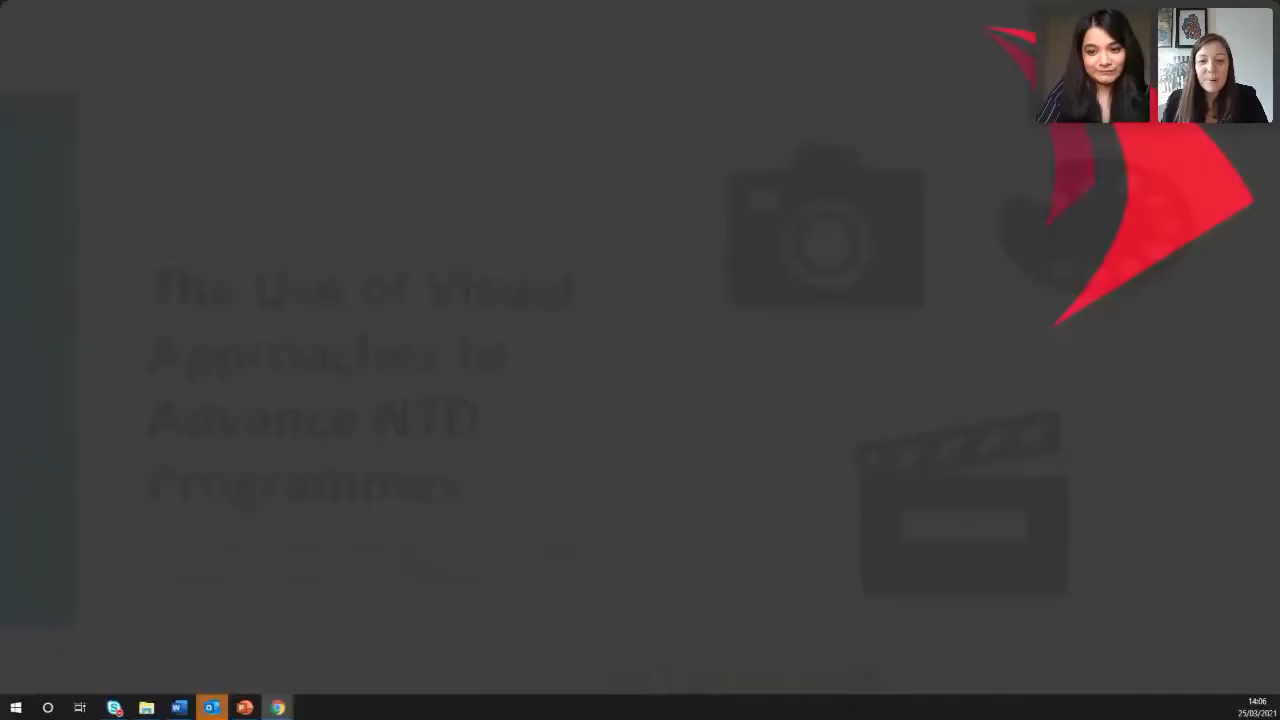 The Use of Visual
Approaches to
Advance NTD
Programmes
14:06
25/03/2021